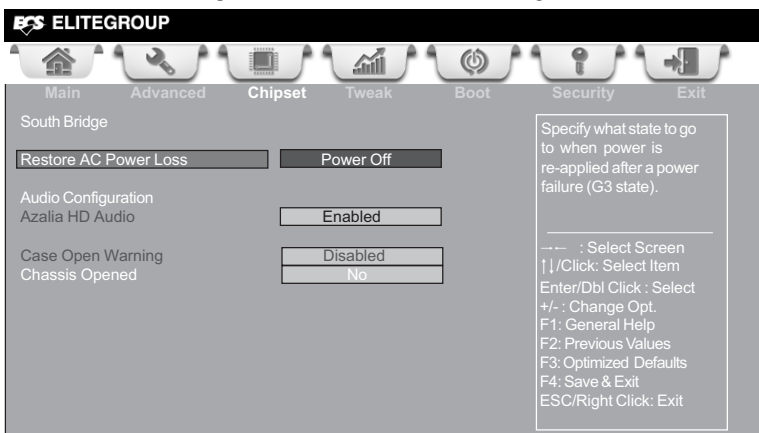 ECS ELITEGROUP
Main Advanced Chipset Tweak Boot Security Exit
South Bridge
Restore AC Power Loss Power Off
Audio Configuration
Azalia HD Audio Enabled
Case Open Warning Disabled
Chassis Opened No
Specify what state to go
to when power is
re-applied after a power
failure (G3 state).
→← : Select Screen
↑↓/Click: Select Item
Enter/Dbl Click : Select
+/- : Change Opt.
F1: General Help
F2: Previous Values
F3: Optimized Defaults
F4: Save & Exit
ESC/Right Click: Exit